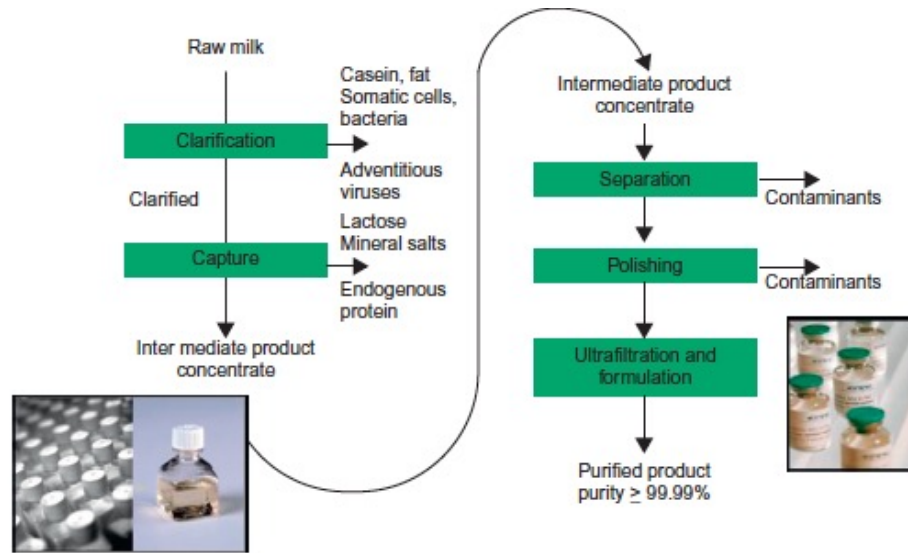 Raw milk
Casein, fat
Somatic cells,
bacteria
Clarification
Adventitious
viruses
Clarified
Lactose
Mineral salts
Capture
Endogenous
protein
Inter mediate product
concentrate
Intermediate product
concentrate
Separation
Contaminants
Polishing
Contaminants
Ultrafiltration and
formulation
Purified product
purity ≥ 99.99%